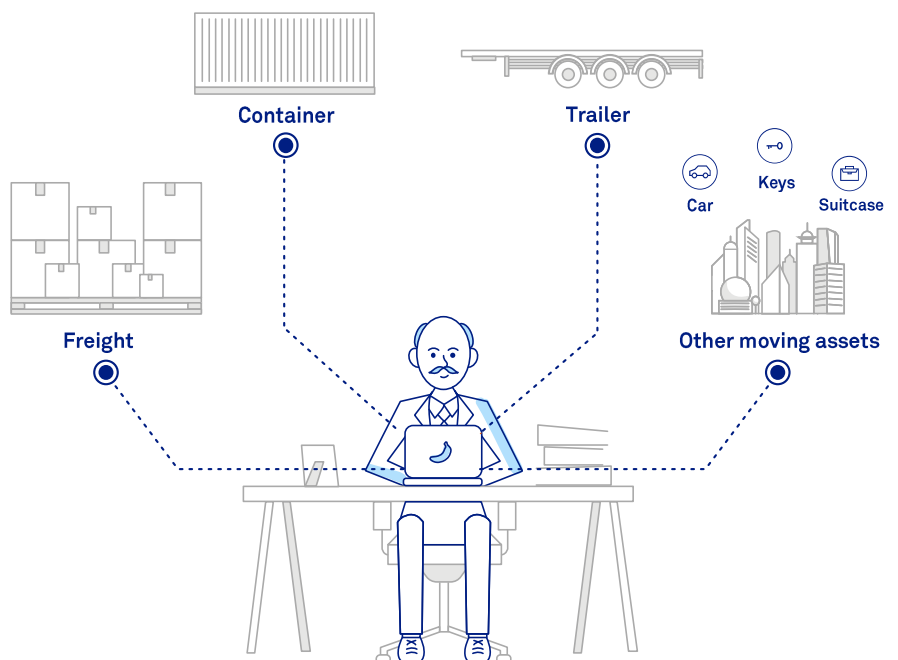 Container
Trailer
Car
Keys
Suitcase
Freight
Other moving assets